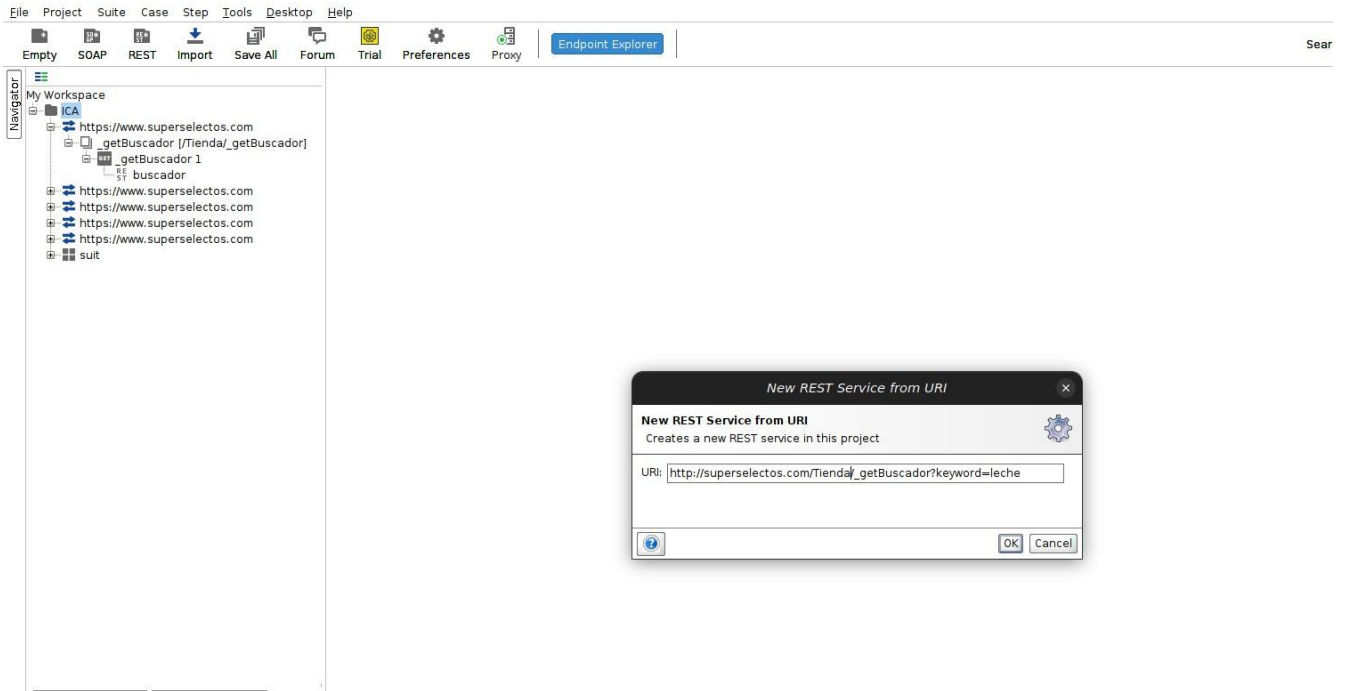 File Project Suite Case Step Tools Desktop Help
Empty SOAP REST Import Save All Forum Trial Preferences Proxy Endpoint Explorer Sear
Navigator
My Workspace
ICA
https://www.superselectos.com
_getBuscador [/Tienda/_getBuscador]
GET _getBuscador 1
REST buscador
https://www.superselectos.com
https://www.superselectos.com
https://www.superselectos.com
https://www.superselectos.com
suit
New REST Service from URI
New REST Service from URI
Creates a new REST service in this project
URI: http://superselectos.com/Tienda/_getBuscador?keyword=leche
OK Cancel